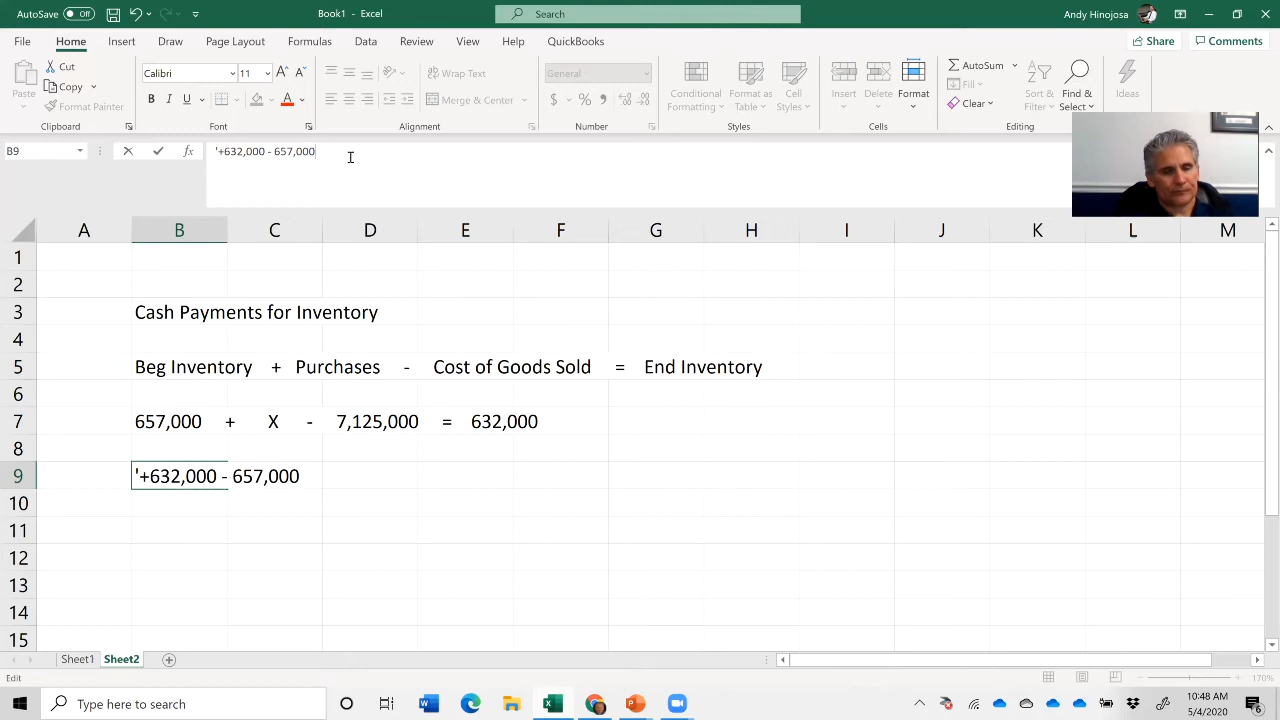 AutoSave Off Book1 - Excel Search Andy Hinojosa
File Home Insert Draw Page Layout Formulas Data Review View Help QuickBooks Share Comments
Paste Cut Copy Format Painter
Calibri 11
B I U A
Wrap Text
Merge & Center
General
$ % 9
Conditional Formatting Format as Table Cell Styles
Insert Delete Format
AutoSum Fill Clear
Sort & Filter Find & Select Ideas
Clipboard Font Alignment Number Styles Cells Editing
B9 fx '+632,000 - 657,000
A B C D E F G H I J K L M
1
2
3 Cash Payments for Inventory
4
5 Beg Inventory + Purchases - Cost of Goods Sold = End Inventory
6
7 657,000 + X - 7,125,000 = 632,000
8
9 '+632,000 - 657,000
10
11
12
13
14
15
Sheet1 Sheet2
Edit 170%
Type here to search
10:48 AM
5/4/2020
6